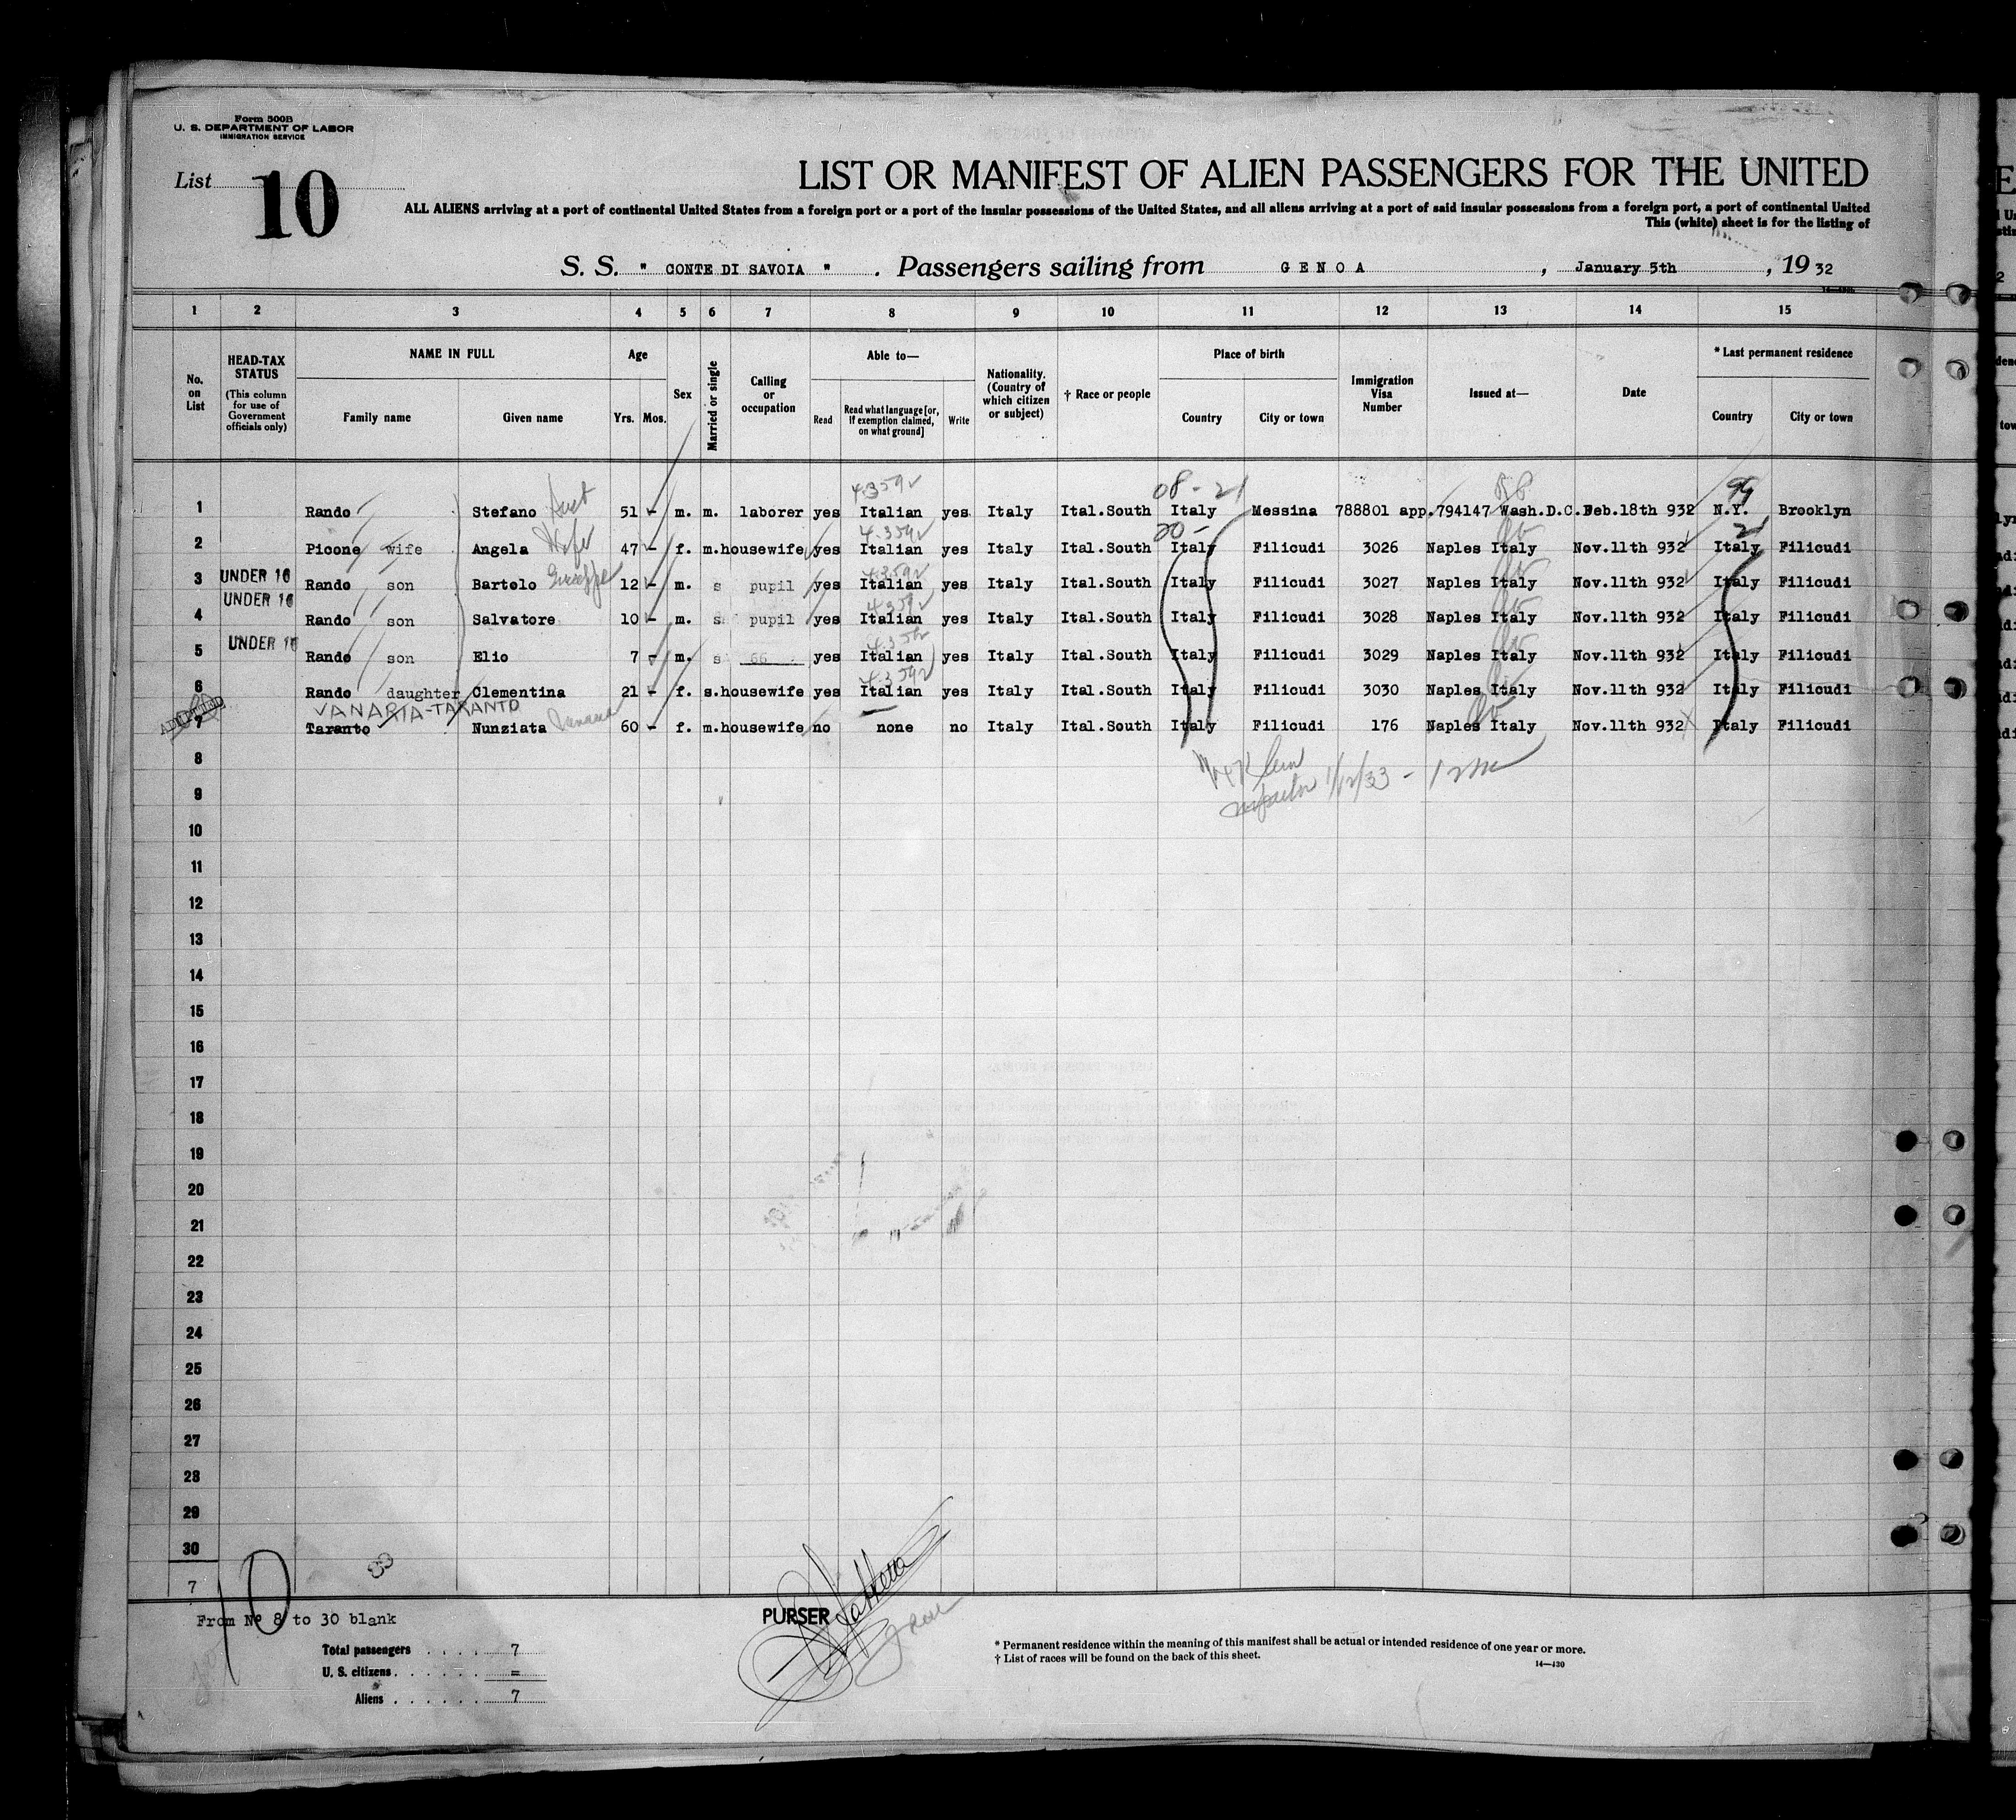 Form 500B
U. S. DEPARTMENT OF LABOR
IMMIGRATION SERVICE
List 10
LIST OR MANIFEST OF ALIEN PASSENGERS FOR THE UNITED
ALL ALIENS arriving at a port of continental United States from a foreign port or a port of the insular possessions of the United States, and all aliens arriving at a port of said insular possessions from a foreign port, a port of continental United
This (white) sheet is for the listing of
S. S. " CONTE DI SAVOIA " . Passengers sailing from GENOA , January 5th , 19 32
1 2 3 4 5 6 7 8 9 10 11 12 13 14 15
No. on List
HEAD-TAX STATUS (This column for use of Government officials only)
NAME IN FULL
Family name Given name
Age
Yrs. Mos.
Sex
Married or single
Calling or occupation
Able to—
Read Read what language [or, if exemption claimed, on what ground] Write
Nationality. (Country of which citizen or subject)
† Race or people
Place of birth
Country City or town
Immigration Visa Number
Issued at—
Date
* Last permanent residence
Country City or town
43592 08-21
1 Rando Stefano 51 - m. m. laborer yes Italian yes Italy Ital.South Italy Messina 788801 app.794147 Wash.D.C. Feb.18th 932 N.Y. Brooklyn
2 Picone wife Angela 47 - f. m. housewife yes Italian yes Italy Ital.South Italy Filicudi 3026 Naples Italy Nov.11th 932 Italy Filicudi
3 UNDER 16 Rando son Bartolo Giuseppe 12 - m. s pupil yes Italian yes Italy Ital.South Italy Filicudi 3027 Naples Italy Nov.11th 932 Italy Filicudi
4 UNDER 16 Rando son Salvatore 10 - m. s pupil yes Italian yes Italy Ital.South Italy Filicudi 3028 Naples Italy Nov.11th 932 Italy Filicudi
5 UNDER 16 Rando son Elio 7 - m. s yes Italian yes Italy Ital.South Italy Filicudi 3029 Naples Italy Nov.11th 932 Italy Filicudi
6 Rando daughter Clementina 21 - f. s. housewife yes Italian yes Italy Ital.South Italy Filicudi 3030 Naples Italy Nov.11th 932 Italy Filicudi
VANARIA-TARANTO
7 Taranto Nunziata 60 - f. m. housewife no none no Italy Ital.South Italy Filicudi 176 Naples Italy Nov.11th 932 Italy Filicudi
8
9 1/12/33
10
11
12
13
14
15
16
17
18
19
20
21
22
23
24
25
26
27
28
29
30
7
10
From Nº 8 to 30 blank
PURSER
Total passengers . . . . 7
U. S. citizens . . . . . . =
Aliens . . . . . . 7
* Permanent residence within the meaning of this manifest shall be actual or intended residence of one year or more.
† List of races will be found on the back of this sheet.
14—430